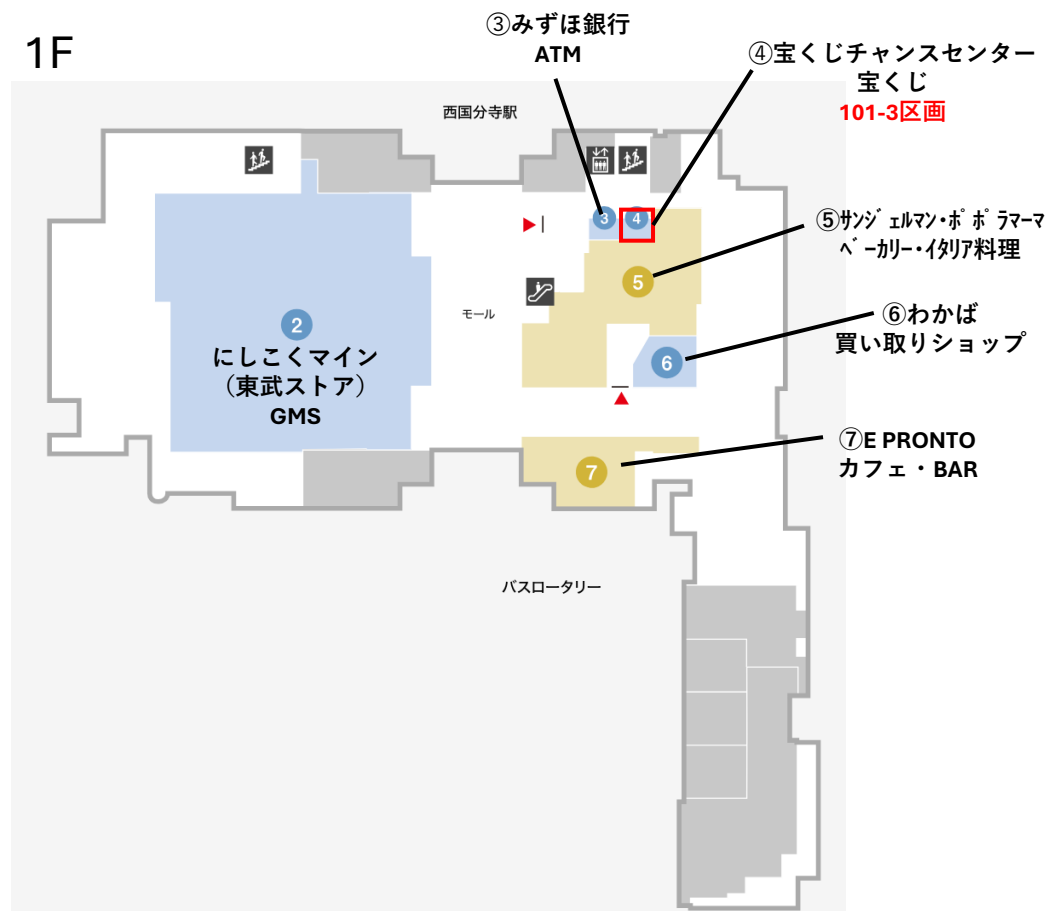 1F
③みずほ銀行
ATM
④宝くじチャンスセンター
宝くじ
101-3区画
西国分寺駅
3
4
⑤サンジェルマン・ポポラマーマ
ベーカリー・イタリア料理
5
モール
2
にしこくマイン
（東武ストア）
GMS
⑥わかば
買い取りショップ
6
⑦E PRONTO
カフェ・BAR
7
バスロータリー